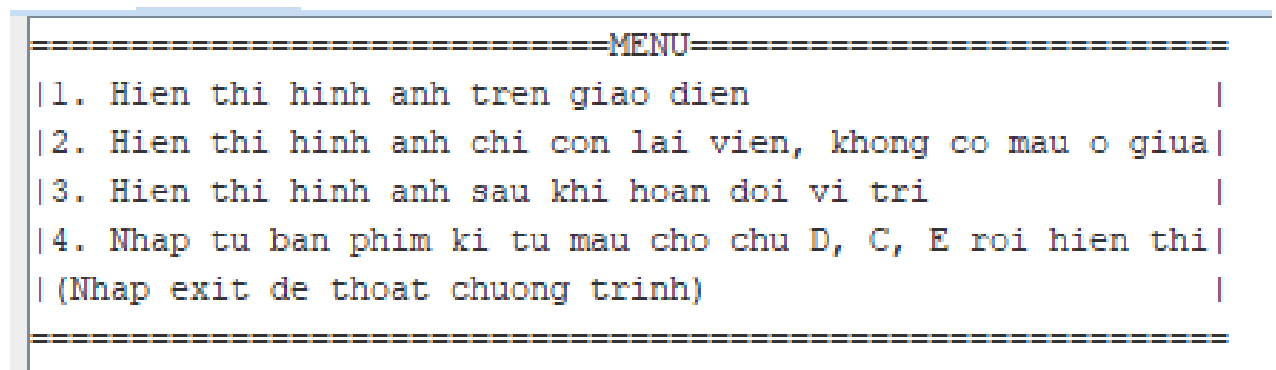 =============================MENU===========================
|1. Hien thi hinh anh tren giao dien                       |
|2. Hien thi hinh anh chi con lai vien, khong co mau o giua|
|3. Hien thi hinh anh sau khi hoan doi vi tri              |
|4. Nhap tu ban phim ki tu mau cho chu D, C, E roi hien thi|
|(Nhap exit de thoat chuong trinh)                         |
============================================================